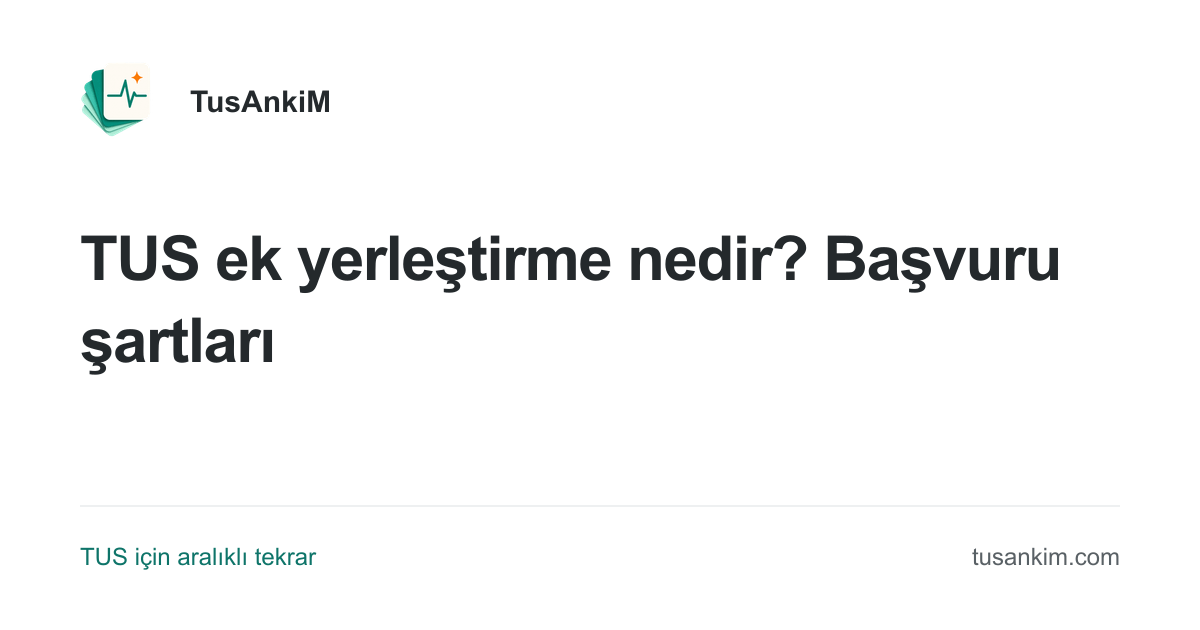 TusAnkiM
TUS ek yerleştirme nedir? Başvuru
şartları
TUS için aralıklı tekrar
tusankim.com